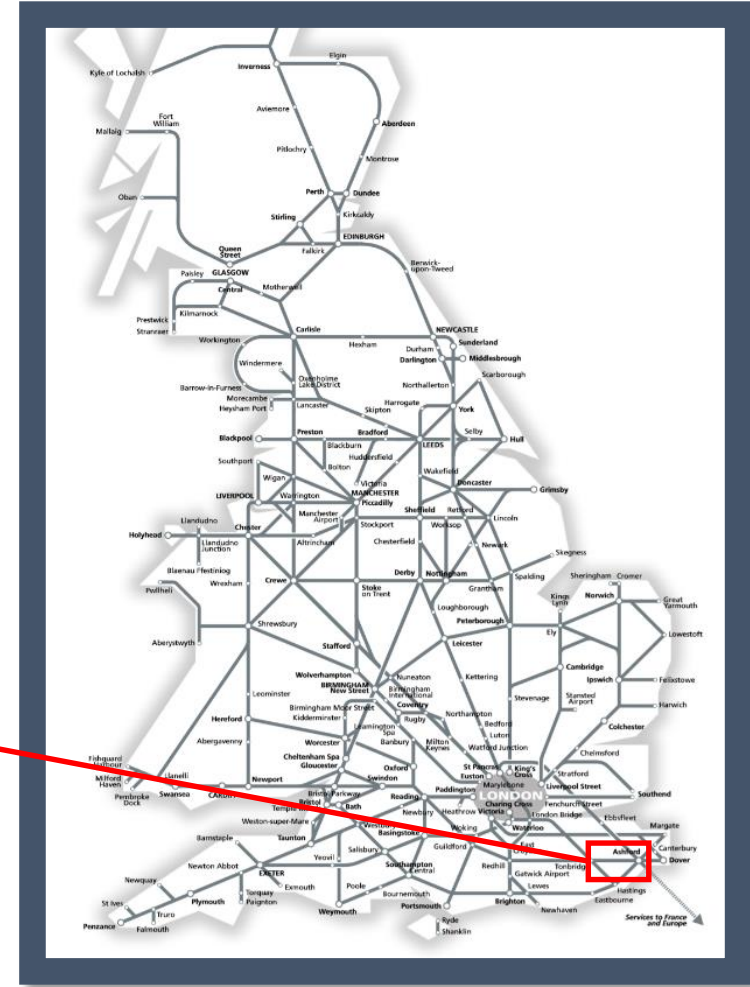 Elgin
Inverness
Kyle of Lochalsh
Aviemore
Fort
William
Mallaig
Aberdeen
Pitlochry
Montrose
Perth
Dundee
Oban
Stirling
Kirkcaldy
EDINBURGH
Queen
Street
Falkirk
Berwick-
upon-Tweed
GLASGOW
Paisley
Central
Motherwell
Prestwick
Kilmarnock
Stranraer
Carlisle
NEWCASTLE
Workington
Hexham
Sunderland
Durham
Darlington
Middlesbrough
Windermere
Scarborough
Oxenholme
Lake District
Barrow-in-Furness
Northallerton
Morecambe
Lancaster
Harrogate
Heysham Port
Skipton
York
Preston
Bradford
Selby
Blackpool
Blackburn
LEEDS
Hull
Huddersfield
Southport
Bolton
Wakefield
Wigan
Victoria
Doncaster
MANCHESTER
Grimsby
LIVERPOOL
Warrington
Piccadilly
Manchester
Airport
Sheffield
Retford
Llandudno
Stockport
Worksop
Lincoln
Chester
Holyhead
Llandudno
Junction
Altrincham
Chesterfield
Newark
Skegness
Blaenau Ffestiniog
Derby
Nottingham
Spalding
Sheringham
Cromer
Wrexham
Crewe
Stoke
on Trent
Grantham
Pwllheli
Kings
Lynn
Norwich
Great
Yarmouth
Loughborough
Shrewsbury
Peterborough
Ely
Lowestoft
Aberystwyth
Stafford
Leicester
Cambridge
Wolverhampton
Nuneaton
Kettering
Ipswich
Felixstowe
BIRMINGHAM
New Street
Birmingham
International
Leominster
Coventry
Stevenage
Stansted
Airport
Harwich
Birmingham Moor Street
Northampton
Kidderminster
Rugby
Hereford
Leamington
Spa
Bedford
Colchester
Worcester
Banbury
Milton
Keynes
Luton
Abergavenny
Watford Junction
Chelmsford
Cheltenham Spa
Gloucester
Oxford
St Pancras
King's
Cross
Fishguard
Harbour
Euston
Stratford
Llanelli
Newport
Swindon
Marylebone
Milford
Haven
Liverpool Street
Bristol Parkway
Paddington
LONDON
Southend
Pembroke
Dock
Swansea
CARDIFF
Reading
Bristol
Bath
Charing Cross
Fenchurch Street
Temple
Newbury
Heathrow
Victoria
London Bridge
Ebbsfleet
Weston-super-Mare
Basingstoke
Woking
Waterloo
Margate
Barnstaple
Taunton
Guildford
East
Ashford
Canterbury
Salisbury
Tonbridge
Dover
Newton Abbot
Yeovil
Southampton
Central
Redhill
Gatwick Airport
EXETER
Newquay
Exmouth
Poole
Lewes
Hastings
Torquay
Bournemouth
Eastbourne
St Ives
Plymouth
Paignton
Portsmouth
Brighton
Newhaven
Truro
Weymouth
Services to France
and Europe
Penzance
Falmouth
Ryde
Shanklin